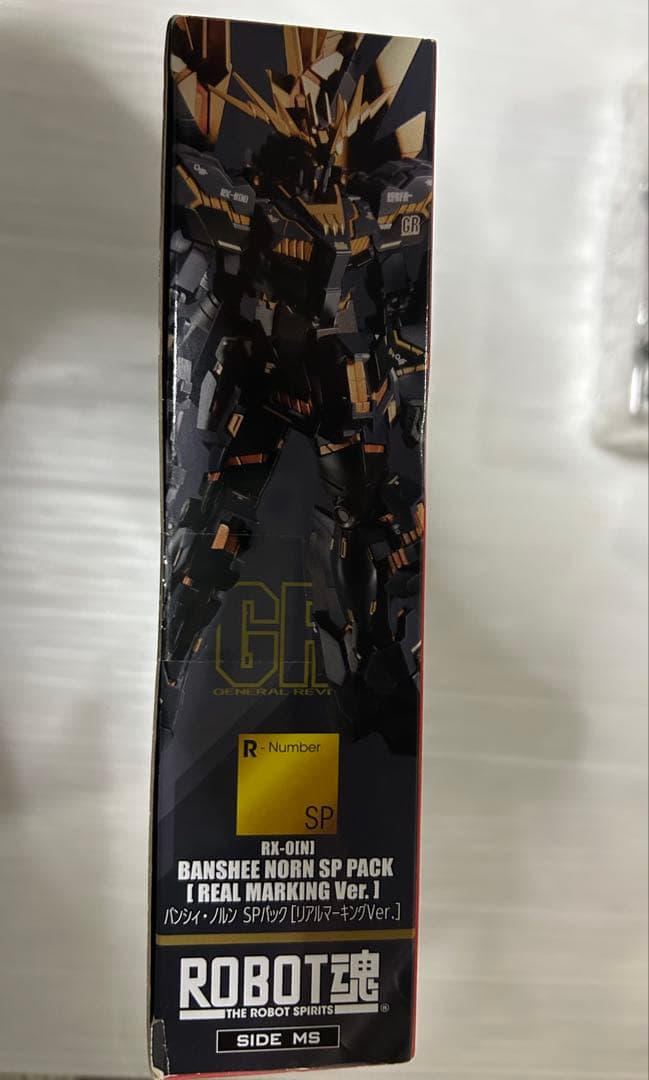 RX-0[N]
GR
GR
GENERAL REVI
R - Number
SP
RX-0[N]
BANSHEE NORN SP PACK
[ REAL MARKING Ver. ]
バンシィ・ノルン SPパック [リアルマーキングVer.]
ROBOT魂
THE ROBOT SPIRITS ®
SIDE MS